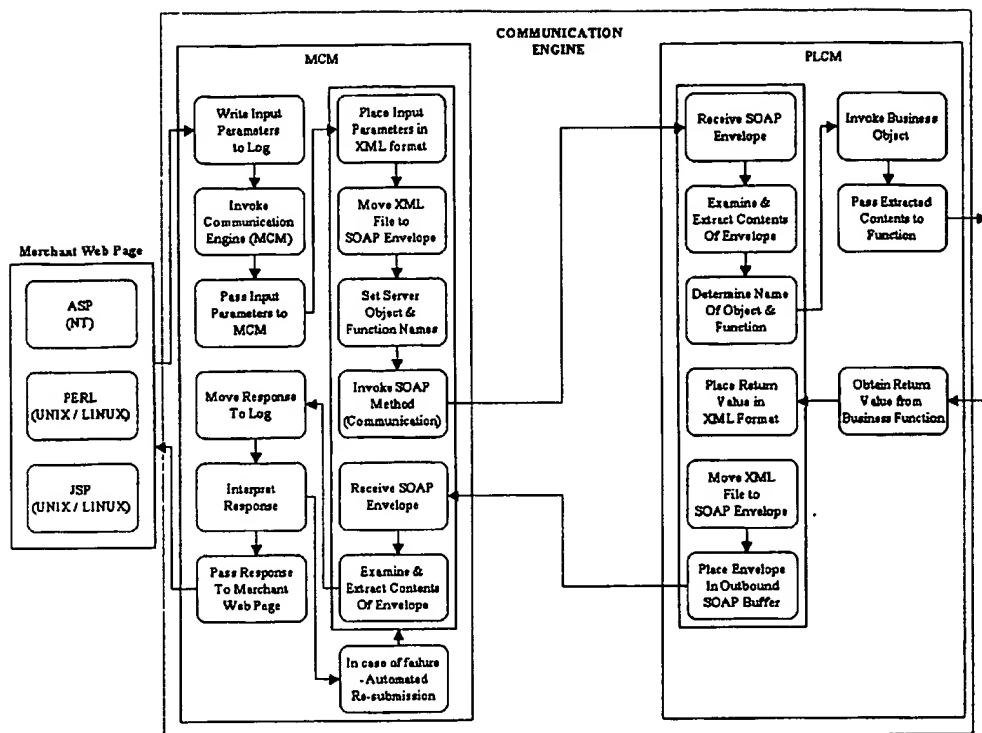 COMMUNICATION
ENGINE
MCM
PLCM
Write Input
Parameters
to Log
Invoke
Communication
Engine (MCM)
Pass Input
Parameters to
MCM
Place Input
Parameters in
XML format
Move XML
File to
SOAP Envelope
Set Server
Object &
Function Names
Invoke SOAP
Method
(Communication)
Receive SOAP
Envelope
Examine &
Extract Contents
Of Envelope
Move Response
To Log
Interpret
Response
Pass Response
To Merchant
Web Page
In case of failure
- Automated
Re-submission
Merchant Web Page
ASP
(NT)
PERL
(UNIX / LINUX)
JSP
(UNIX / LINUX)
Receive SOAP
Envelope
Examine &
Extract Contents
Of Envelope
Determine Name
Of Object &
Function
Invoke Business
Object
Pass Extracted
Contents to
Function
Obtain Return
Value from
Business Function
Place Return
Value in
XML Format
Move XML
File to
SOAP Envelope
Place Envelope
In Outbound
SOAP Buffer